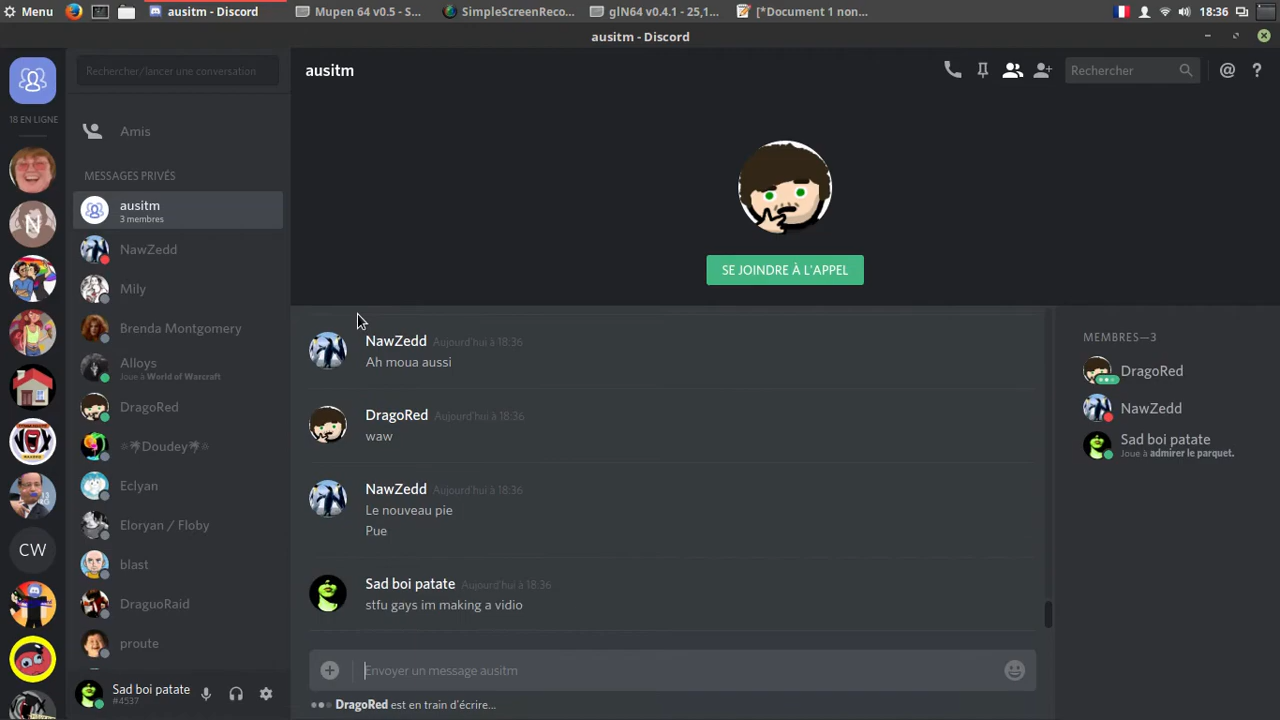 Menu
ausitm - Discord
Mupen 64 v0.5 - S...
SimpleScreenReco...
glN64 v0.4.1 - 25,1...
[*Document 1 non...
18:36
ausitm - Discord
Rechercher/lancer une conversation
ausitm
Rechercher
18 EN LIGNE
Amis
MESSAGES PRIVÉS
ausitm
3 membres
NawZedd
Mily
Brenda Montgomery
Alloys
Joue à World of Warcraft
DragoRed
Doudey
Eclyan
Eloryan / Floby
blast
DraguoRaid
proute
N
CW
Sad boi patate
#4537
SE JOINDRE À L'APPEL
NawZedd Aujourd'hui à 18:36
Ah moua aussi
DragoRed Aujourd'hui à 18:36
waw
NawZedd Aujourd'hui à 18:36
Le nouveau pie
Pue
Sad boi patate Aujourd'hui à 18:36
stfu gays im making a vidio
Envoyer un message ausitm
DragoRed est en train d'écrire...
MEMBRES—3
DragoRed
NawZedd
Sad boi patate
Joue à admirer le parquet.